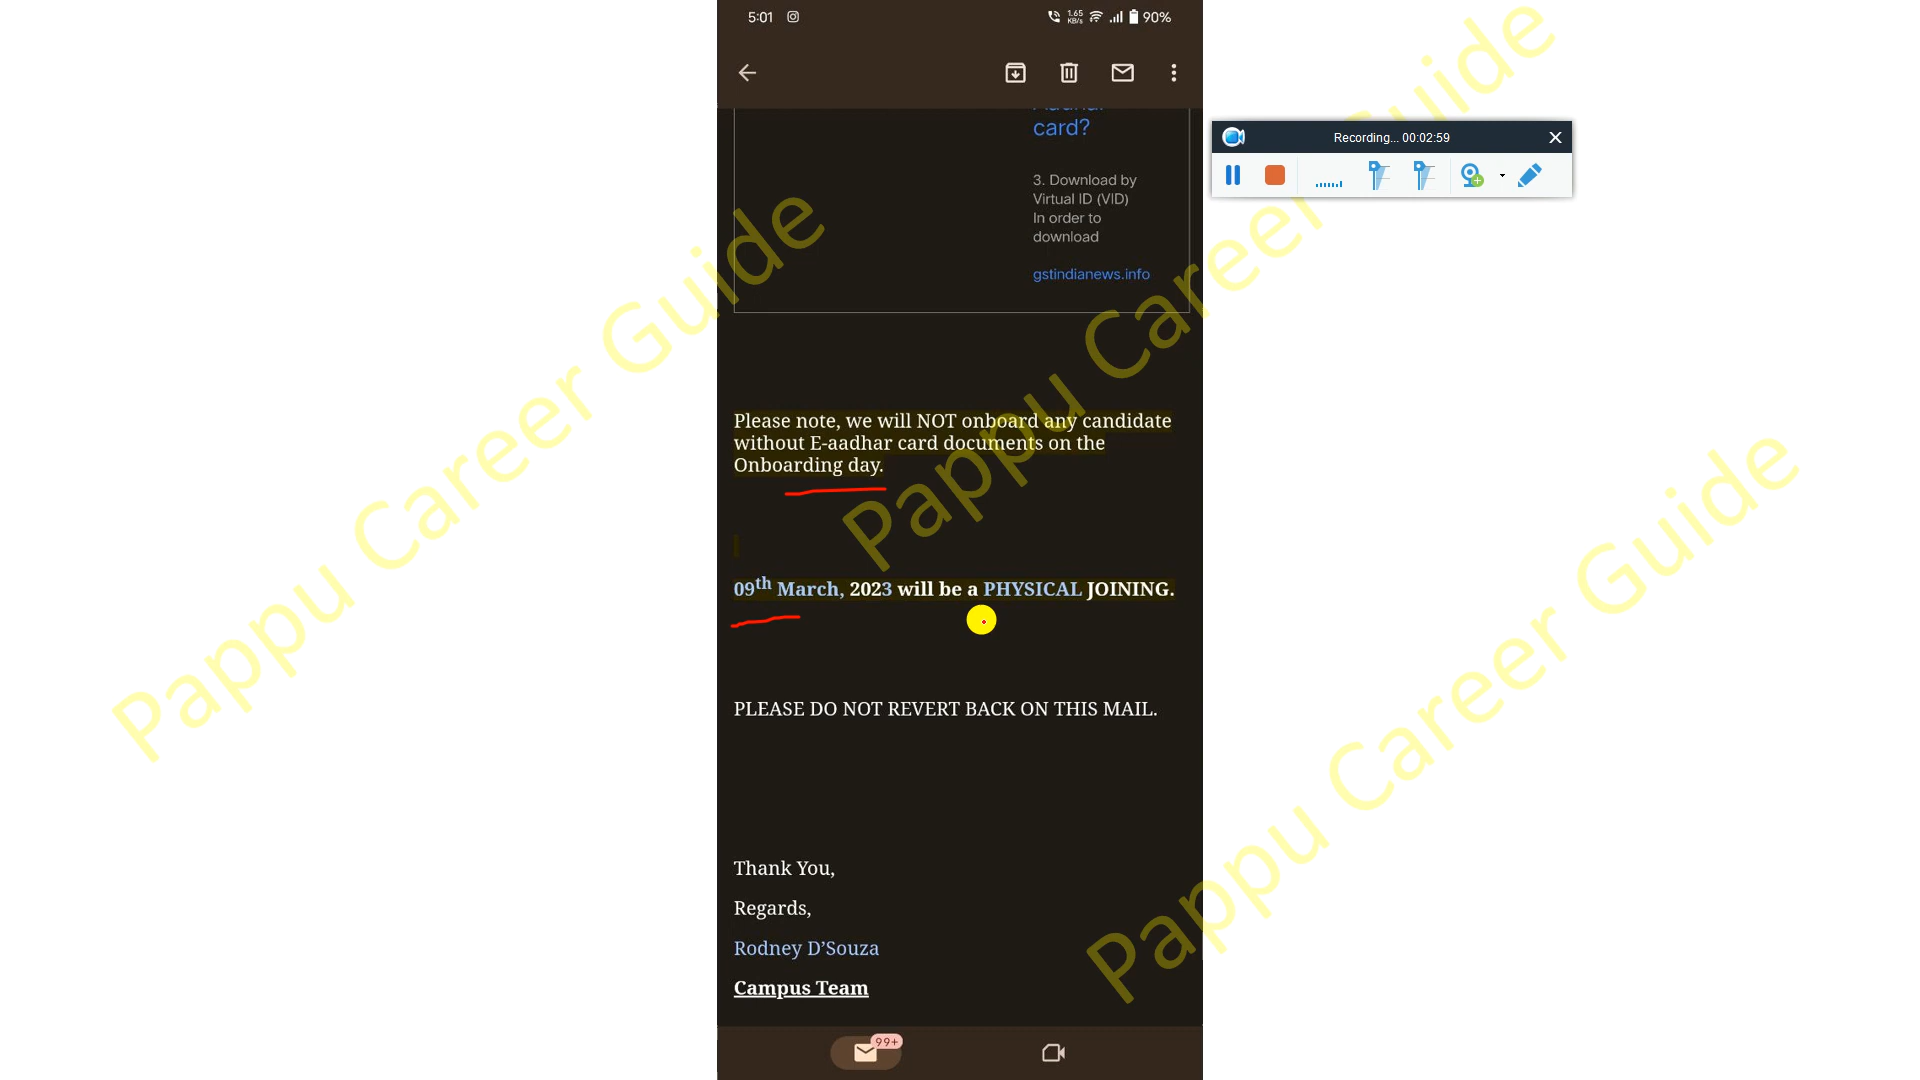 5:01
1.65
KB/s
90%
card?
Recording... 00:02:59
3. Download by
Virtual ID (VID)
In order to
download
gstindianews.info
Please note, we will NOT onboard any candidate
without E-aadhar card documents on the
Onboarding day.
09th March, 2023 will be a PHYSICAL JOINING.
PLEASE DO NOT REVERT BACK ON THIS MAIL.
Thank You,
Regards,
Rodney D’Souza
Campus Team
99+
Pappu Career Guide
Pappu Career Guide
Pappu Career Guide